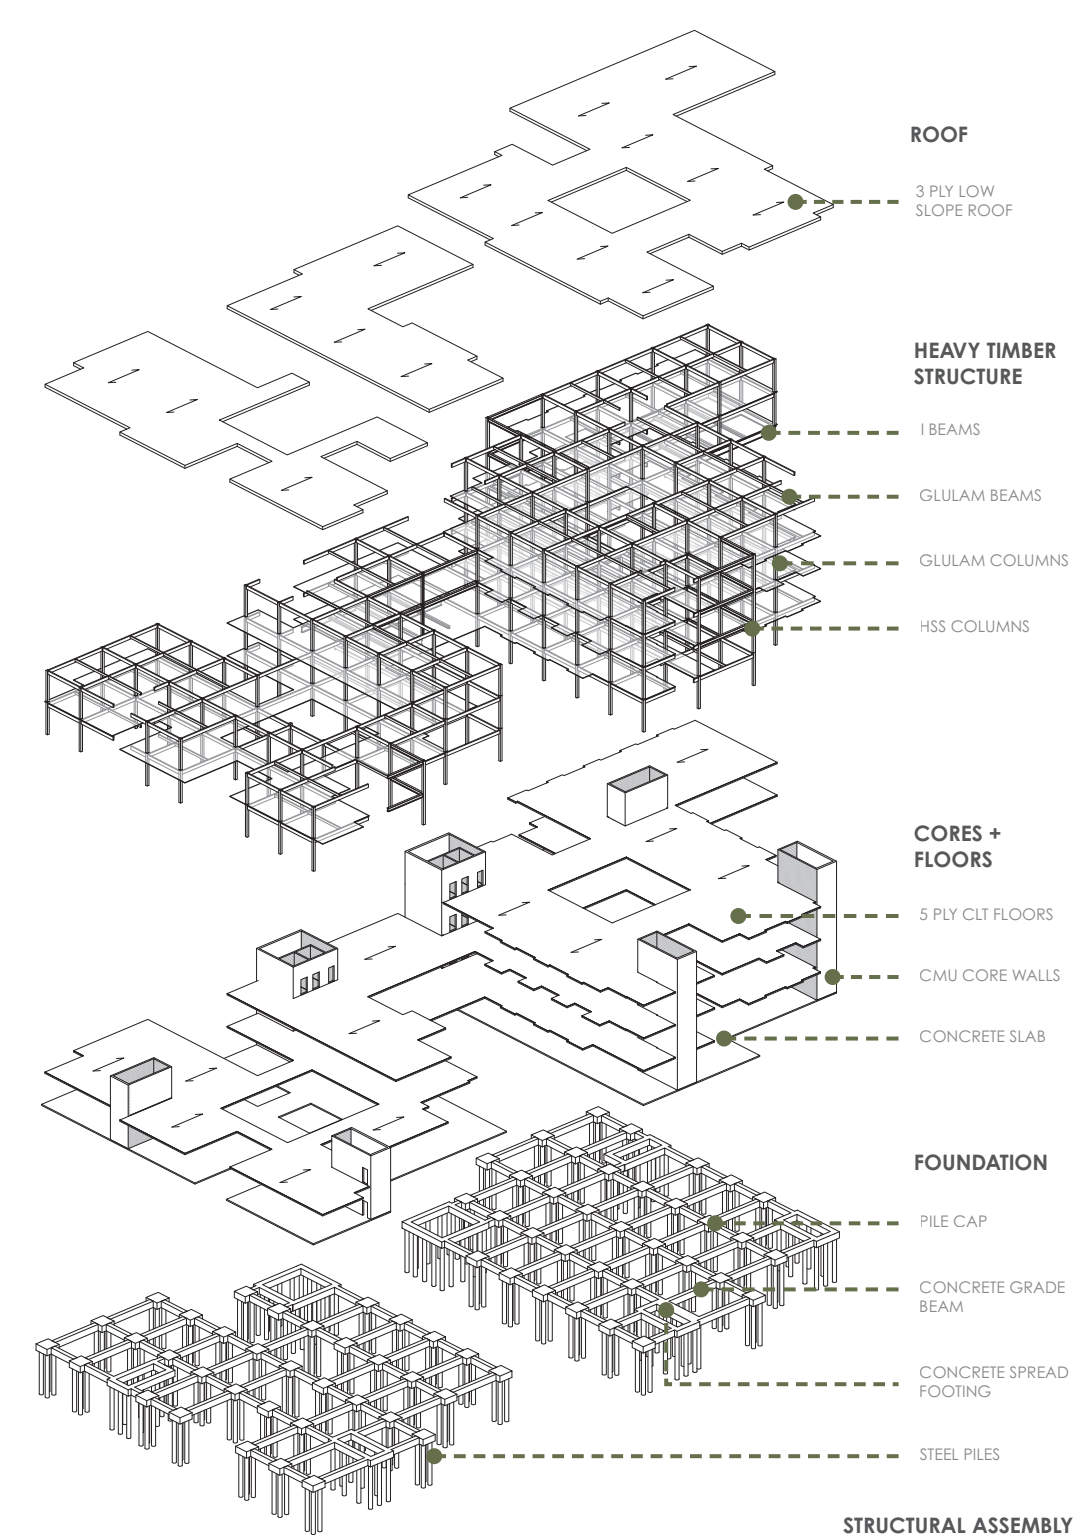 ROOF
3 PLY LOW
SLOPE ROOF
HEAVY TIMBER
STRUCTURE
I BEAMS
GLULAM BEAMS
GLULAM COLUMNS
HSS COLUMNS
CORES +
FLOORS
5 PLY CLT FLOORS
CMU CORE WALLS
CONCRETE SLAB
FOUNDATION
PILE CAP
CONCRETE GRADE
BEAM
CONCRETE SPREAD
FOOTING
STEEL PILES
STRUCTURAL ASSEMBLY